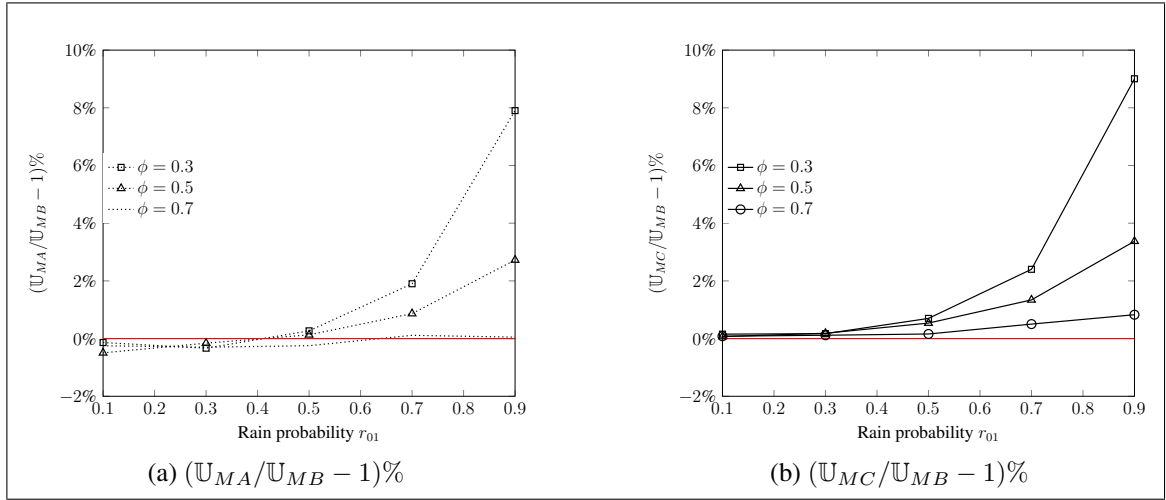 10%
8%
6%
4%
2%
0%
−2%
(𝕌_{MA}/𝕌_{MB} − 1)%
ϕ = 0.3
ϕ = 0.5
ϕ = 0.7
0.1 0.2 0.3 0.4 0.5 0.6 0.7 0.8 0.9
Rain probability r_{01}
(a) (𝕌_{MA}/𝕌_{MB} − 1)%
10%
8%
6%
4%
2%
0%
−2%
(𝕌_{MC}/𝕌_{MB} − 1)%
ϕ = 0.3
ϕ = 0.5
ϕ = 0.7
0.1 0.2 0.3 0.4 0.5 0.6 0.7 0.8 0.9
Rain probability r_{01}
(b) (𝕌_{MC}/𝕌_{MB} − 1)%